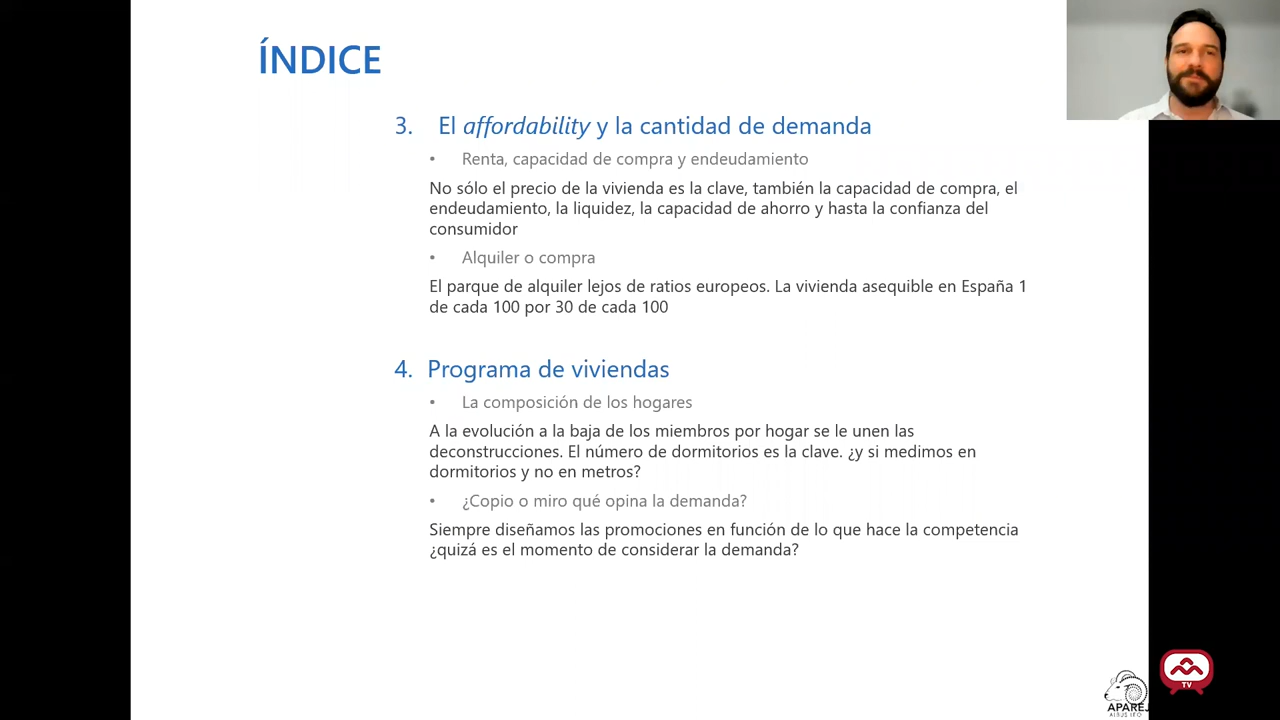 ÍNDICE
3. El affordability y la cantidad de demanda
• Renta, capacidad de compra y endeudamiento
No sólo el precio de la vivienda es la clave, también la capacidad de compra, el
endeudamiento, la liquidez, la capacidad de ahorro y hasta la confianza del
consumidor
• Alquiler o compra
El parque de alquiler lejos de ratios europeos. La vivienda asequible en España 1
de cada 100 por 30 de cada 100
4. Programa de viviendas
• La composición de los hogares
A la evolución a la baja de los miembros por hogar se le unen las
deconstrucciones. El número de dormitorios es la clave. ¿y si medimos en
dormitorios y no en metros?
• ¿Copio o miro qué opina la demanda?
Siempre diseñamos las promociones en función de lo que hace la competencia
¿quizá es el momento de considerar la demanda?
TV
APAREJ